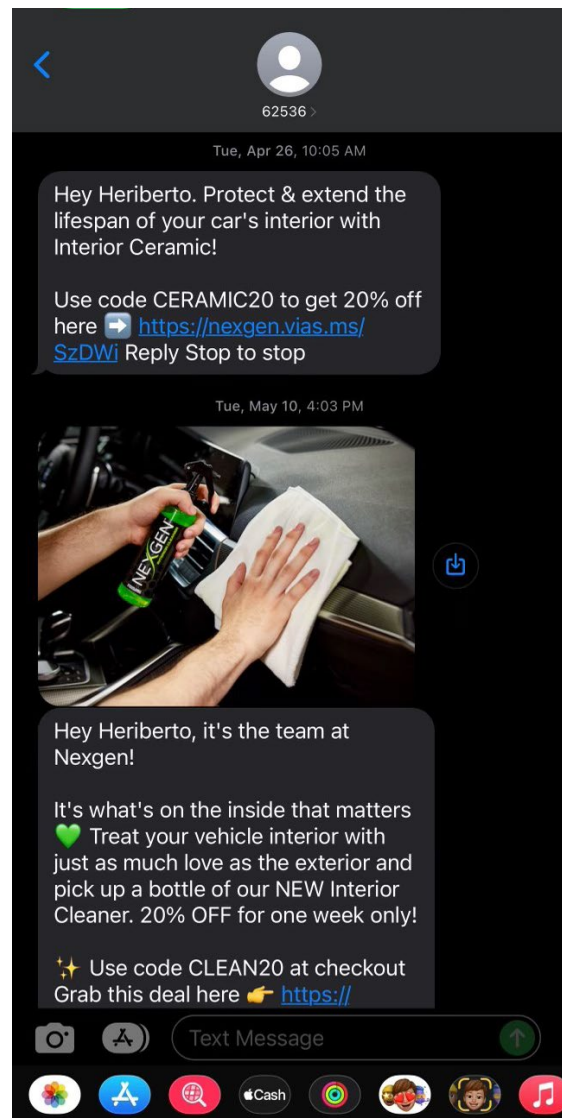 62536
Tue, Apr 26, 10:05 AM
Hey Heriberto. Protect & extend the
lifespan of your car's interior with
Interior Ceramic!
Use code CERAMIC20 to get 20% off
here ➡️ https://nexgen.vias.ms/
SzDWi Reply Stop to stop
Tue, May 10, 4:03 PM
NEXGEN
Hey Heriberto, it's the team at
Nexgen!
It's what's on the inside that matters
💚 Treat your vehicle interior with
just as much love as the exterior and
pick up a bottle of our NEW Interior
Cleaner. 20% OFF for one week only!
✨ Use code CLEAN20 at checkout
Grab this deal here 👉 https://
Text Message
Cash